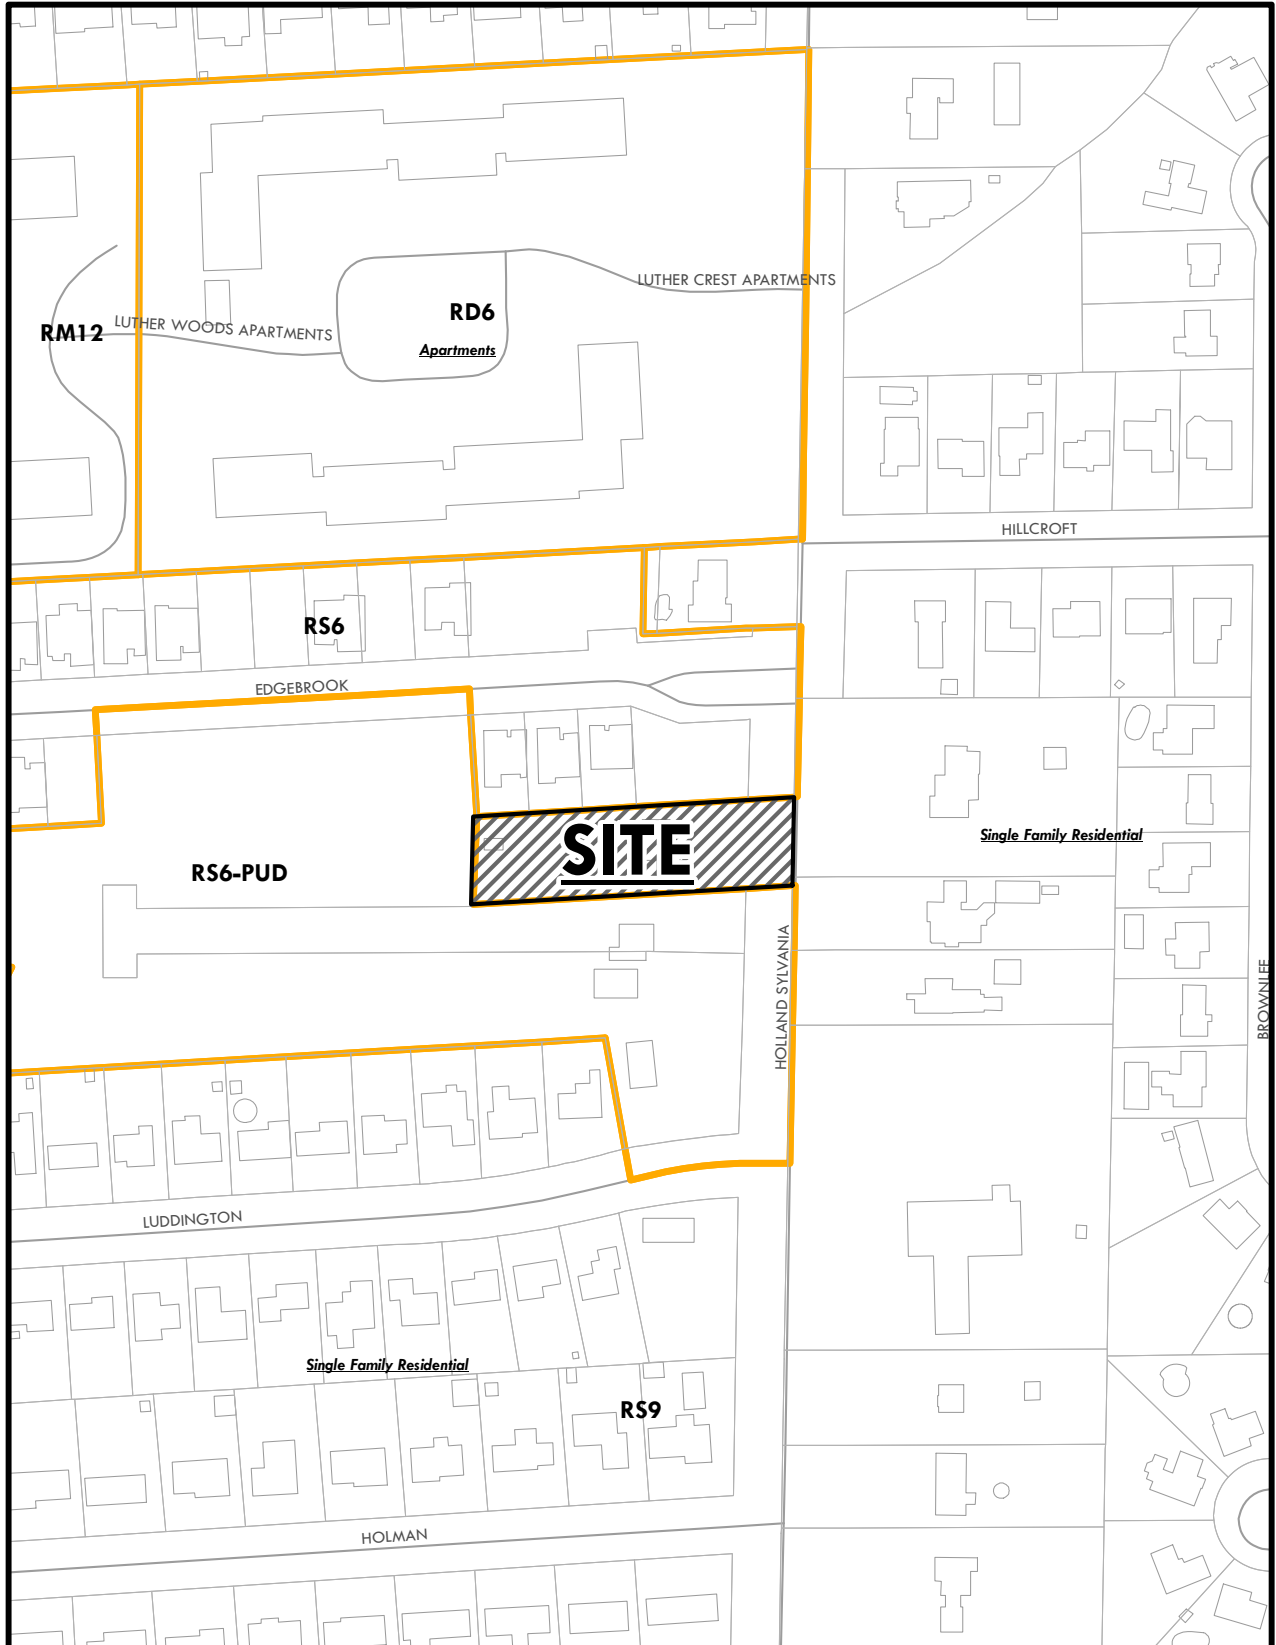 LUTHER CREST APARTMENTS
RD6
LUTHER WOODS APARTMENTS
RM12
Apartments
HILLCROFT
RS6
EDGEBROOK
Single Family Residential
SITE
RS6-PUD
HOLLAND SYLVANIA
BROWNLEE
LUDDINGTON
Single Family Residential
RS9
HOLMAN